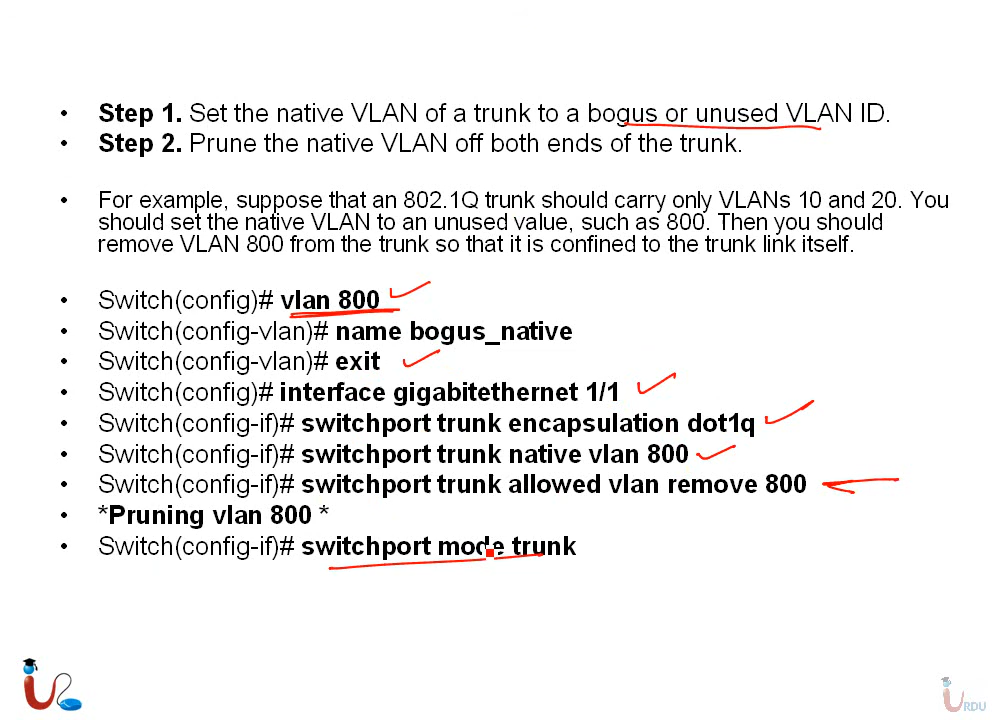 • Step 1. Set the native VLAN of a trunk to a bogus or unused VLAN ID.
• Step 2. Prune the native VLAN off both ends of the trunk.
• For example, suppose that an 802.1Q trunk should carry only VLANs 10 and 20. You
should set the native VLAN to an unused value, such as 800. Then you should
remove VLAN 800 from the trunk so that it is confined to the trunk link itself.
• Switch(config)# vlan 800
• Switch(config-vlan)# name bogus_native
• Switch(config-vlan)# exit
• Switch(config)# interface gigabitethernet 1/1
• Switch(config-if)# switchport trunk encapsulation dot1q
• Switch(config-if)# switchport trunk native vlan 800
• Switch(config-if)# switchport trunk allowed vlan remove 800
• *Pruning vlan 800 *
• Switch(config-if)# switchport mode trunk
URDU